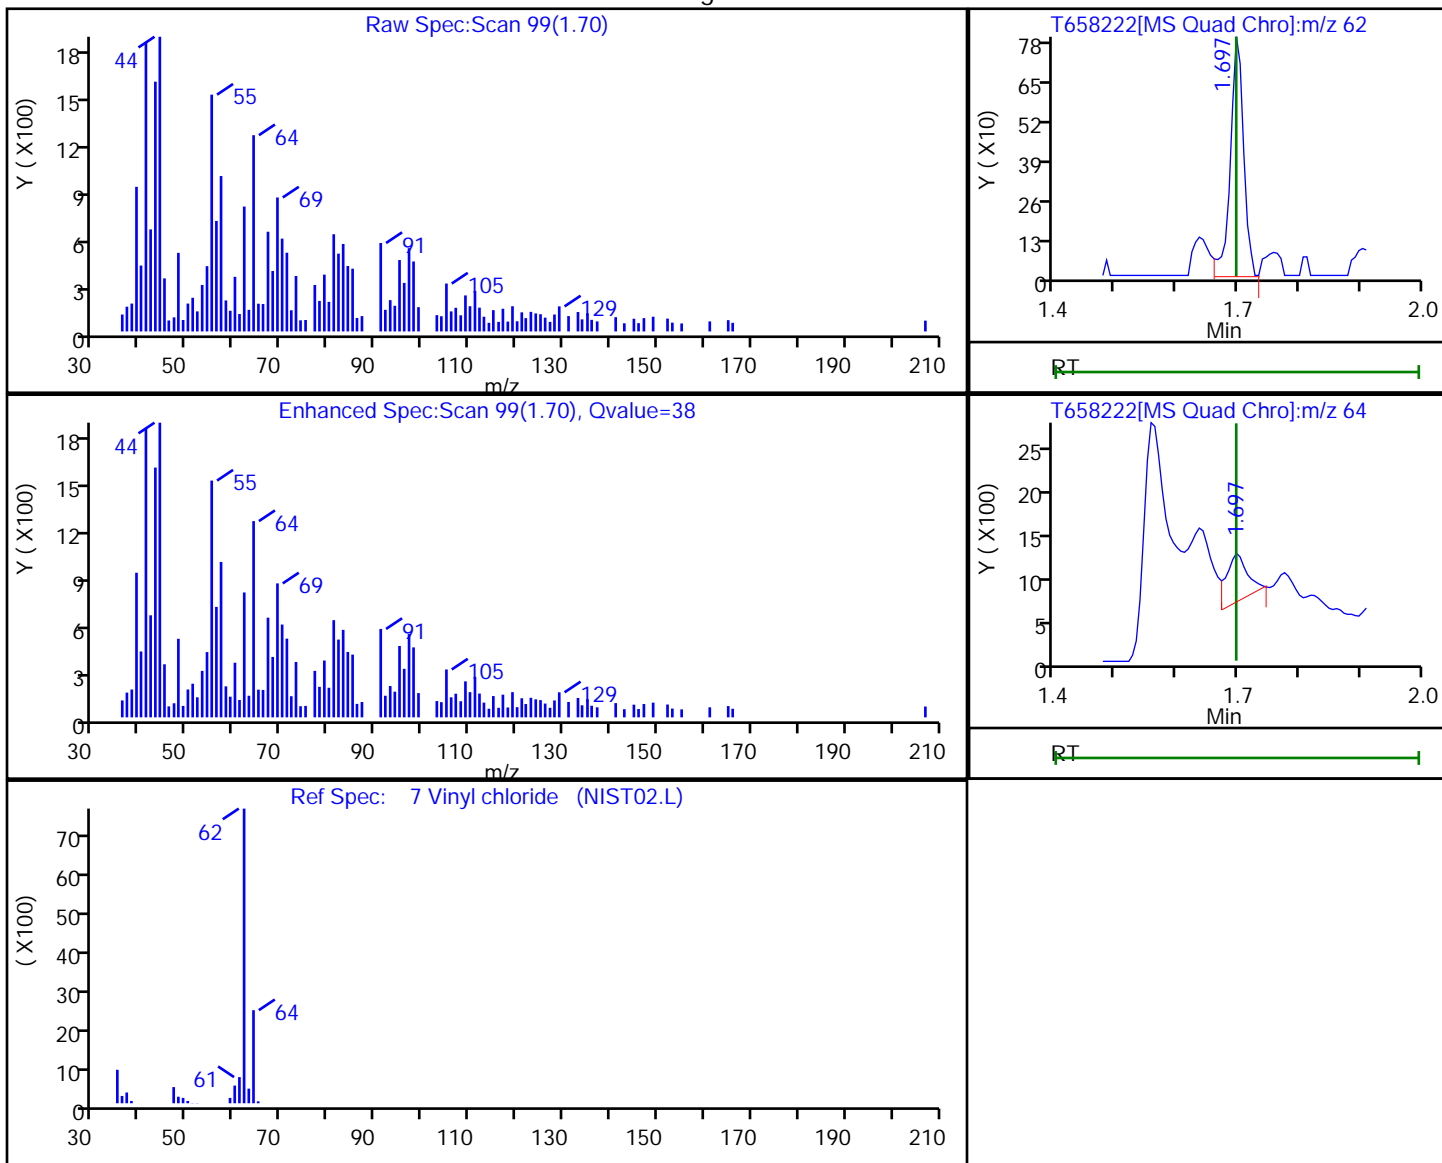 Raw Spec:Scan 99(1.70)
Y ( X100)
18
15
12
9
6
3
0
44
55
64
69
91
105
129
30 50 70 90 110 130 150 170 190 210
m/z
T658222[MS Quad Chro]:m/z 62
Y ( X10)
78
65
52
39
26
13
0
1.697
1.4 1.7 2.0
Min
RT
Enhanced Spec:Scan 99(1.70), Qvalue=38
Y ( X100)
18
15
12
9
6
3
0
44
55
64
69
91
105
129
30 50 70 90 110 130 150 170 190 210
m/z
T658222[MS Quad Chro]:m/z 64
Y ( X100)
25
20
15
10
5
0
1.697
1.4 1.7 2.0
Min
RT
Ref Spec: 7 Vinyl chloride (NIST02.L)
( X100)
70
60
50
40
30
20
10
0
62
64
61
30 50 70 90 110 130 150 170 190 210